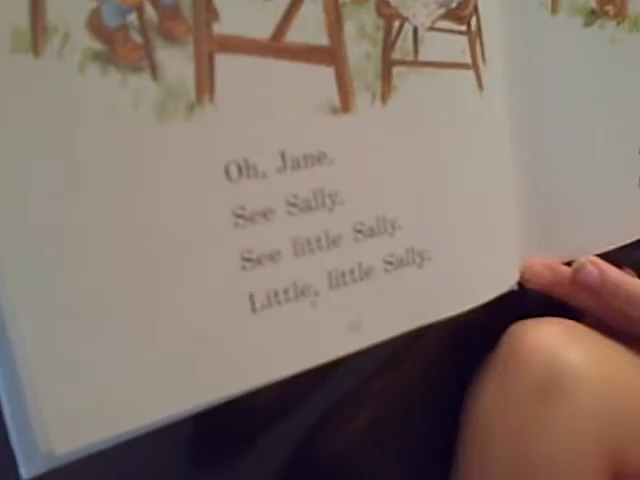 Oh, Jane.
See Sally.
See little Sally.
Little, little Sally.